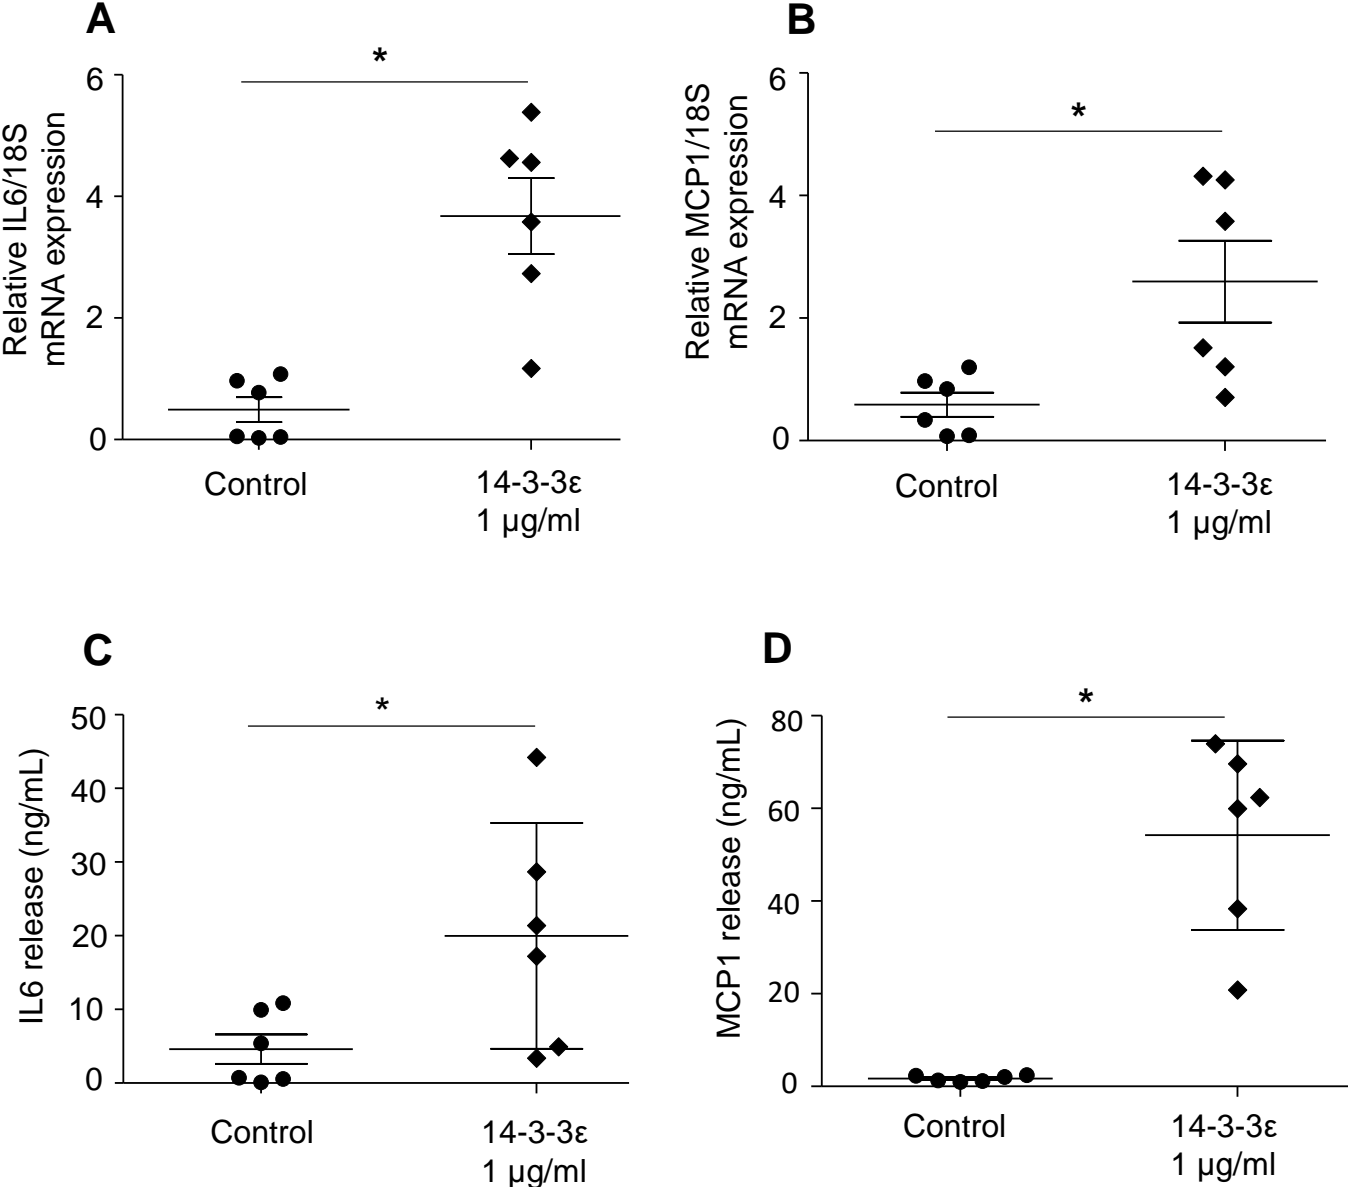 A
*
6
4
2
0
Relative IL6/18S
mRNA expression
Control
14-3-3ε
1 µg/ml
B
*
6
4
2
0
Relative MCP1/18S
mRNA expression
Control
14-3-3ε
1 µg/ml
C
*
50
40
30
20
10
0
IL6 release (ng/mL)
Control
14-3-3ε
1 µg/ml
D
*
80
60
40
20
0
MCP1 release (ng/mL)
Control
14-3-3ε
1 µg/ml